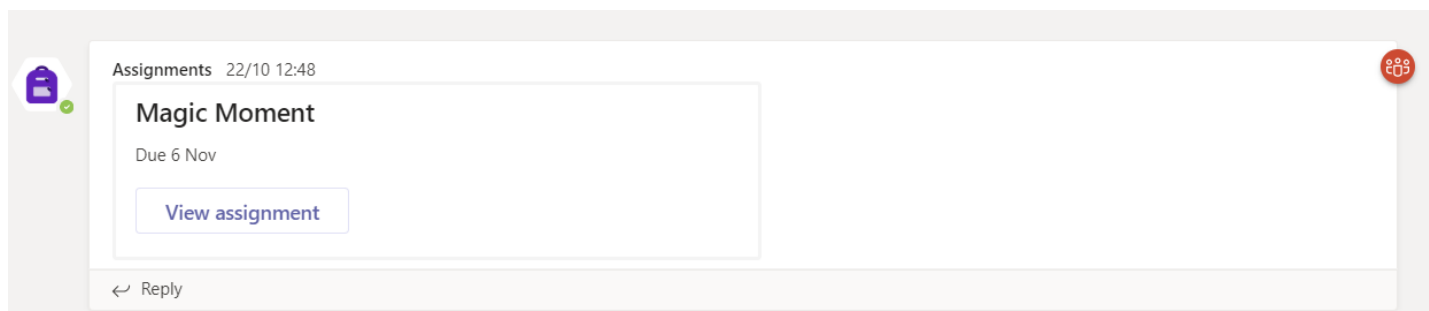 Assignments 22/10 12:48
Magic Moment
Due 6 Nov
View assignment
Reply